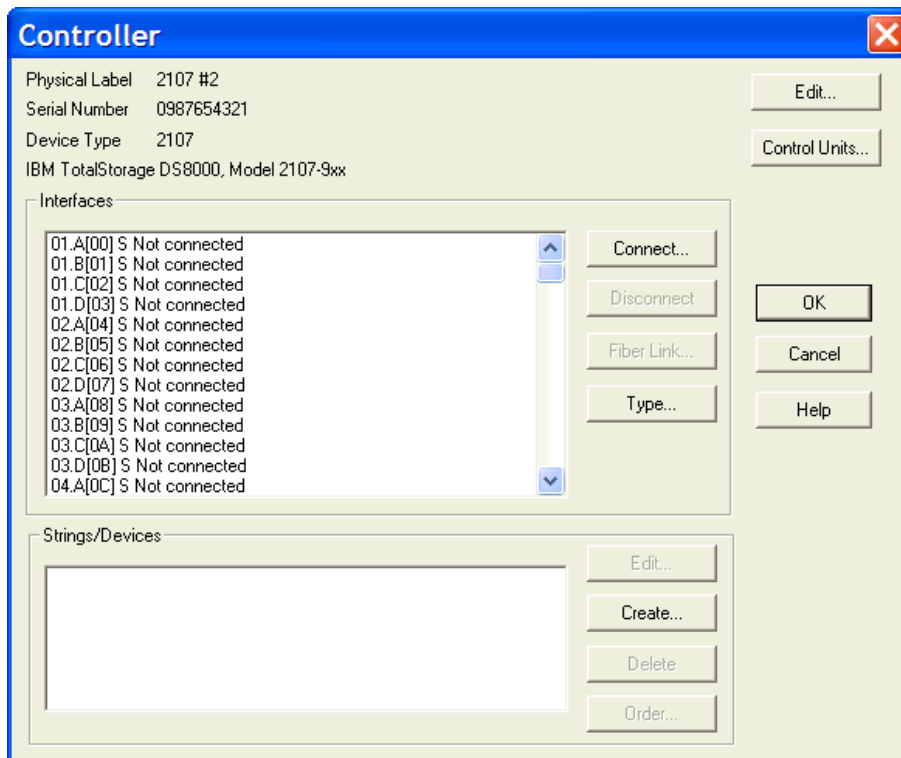 Controller
Physical Label 2107 #2
Serial Number 0987654321
Device Type 2107
IBM TotalStorage DS8000, Model 2107-9xx
Edit...
Control Units...
Interfaces
01.A[00] S Not connected
01.B[01] S Not connected
01.C[02] S Not connected
01.D[03] S Not connected
02.A[04] S Not connected
02.B[05] S Not connected
02.C[06] S Not connected
02.D[07] S Not connected
03.A[08] S Not connected
03.B[09] S Not connected
03.C[0A] S Not connected
03.D[0B] S Not connected
04.A[0C] S Not connected
Connect...
Disconnect
Fiber Link...
Type...
OK
Cancel
Help
Strings/Devices
Edit...
Create...
Delete
Order...